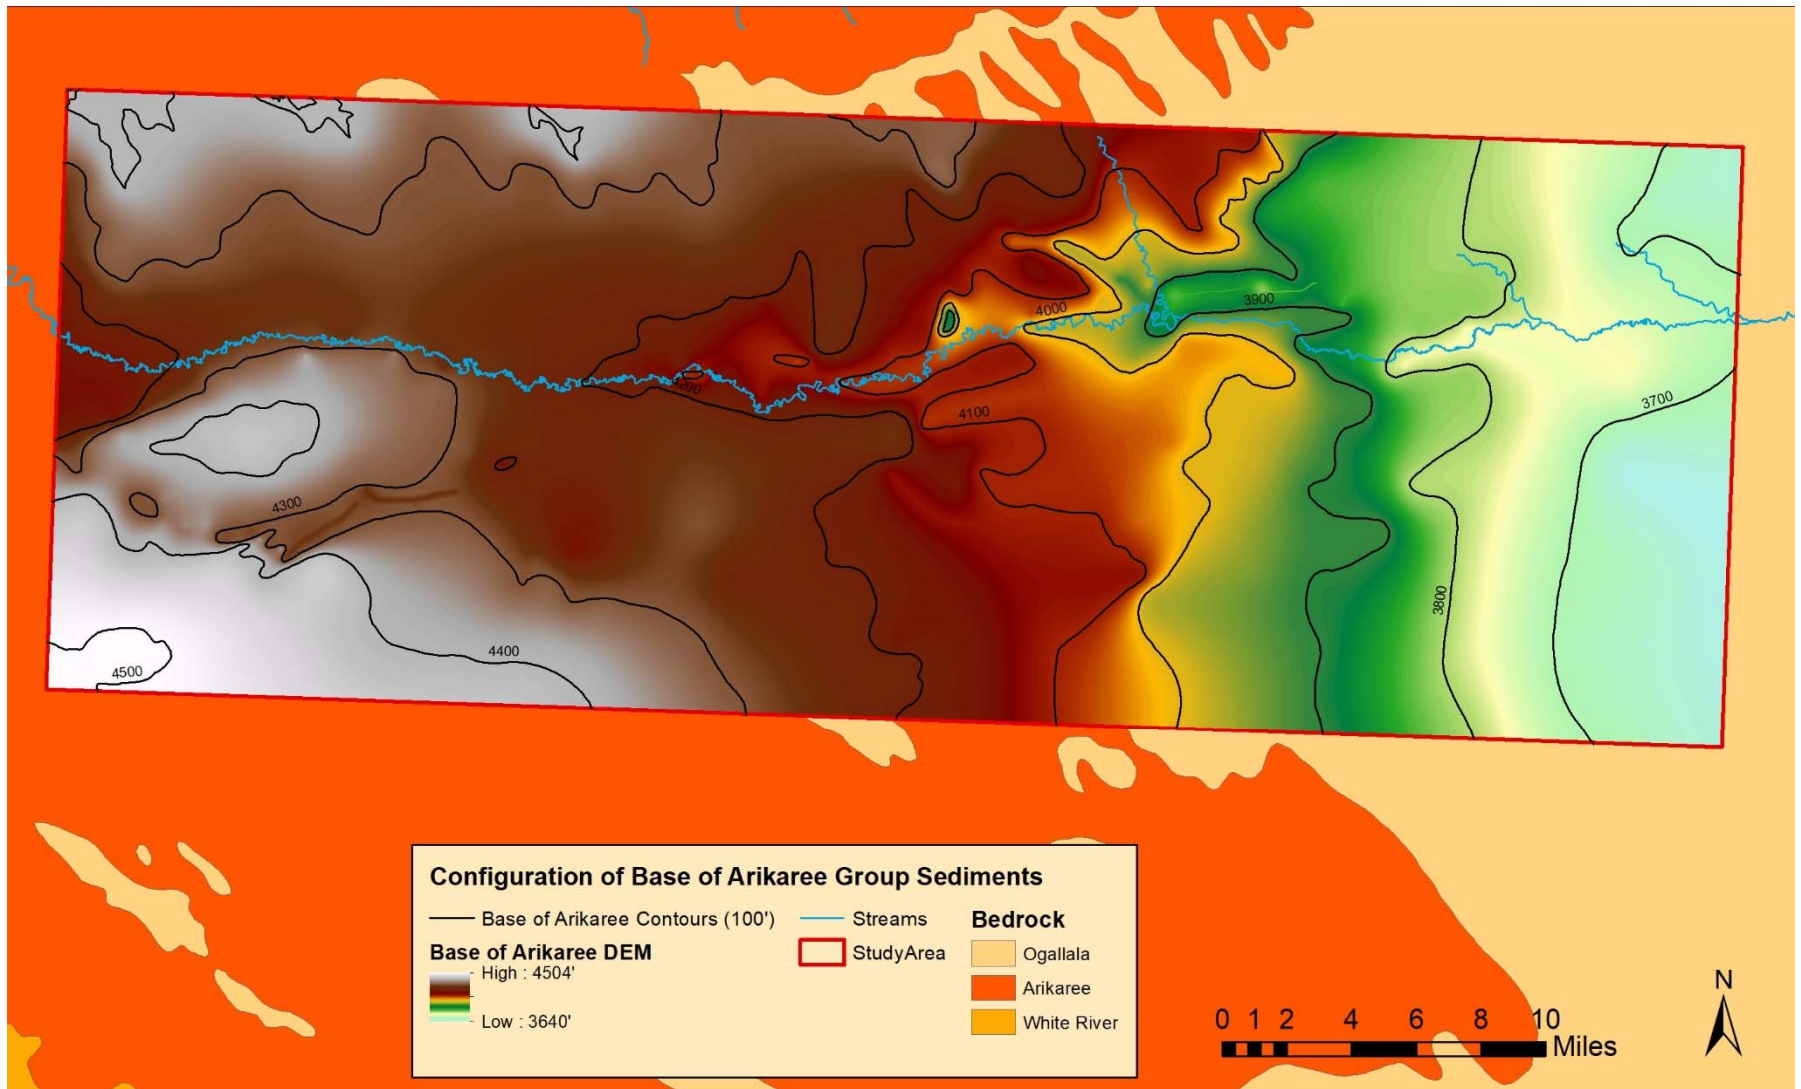 3900
4000
4200
3700
4100
4300
3800
4400
4500
Configuration of Base of Arikaree Group Sediments
Base of Arikaree Contours (100')
Streams
Bedrock
Base of Arikaree DEM
StudyArea
High : 4504'
Low : 3640'
Ogallala
Arikaree
White River
0 1 2 4 6 8 10
Miles
N